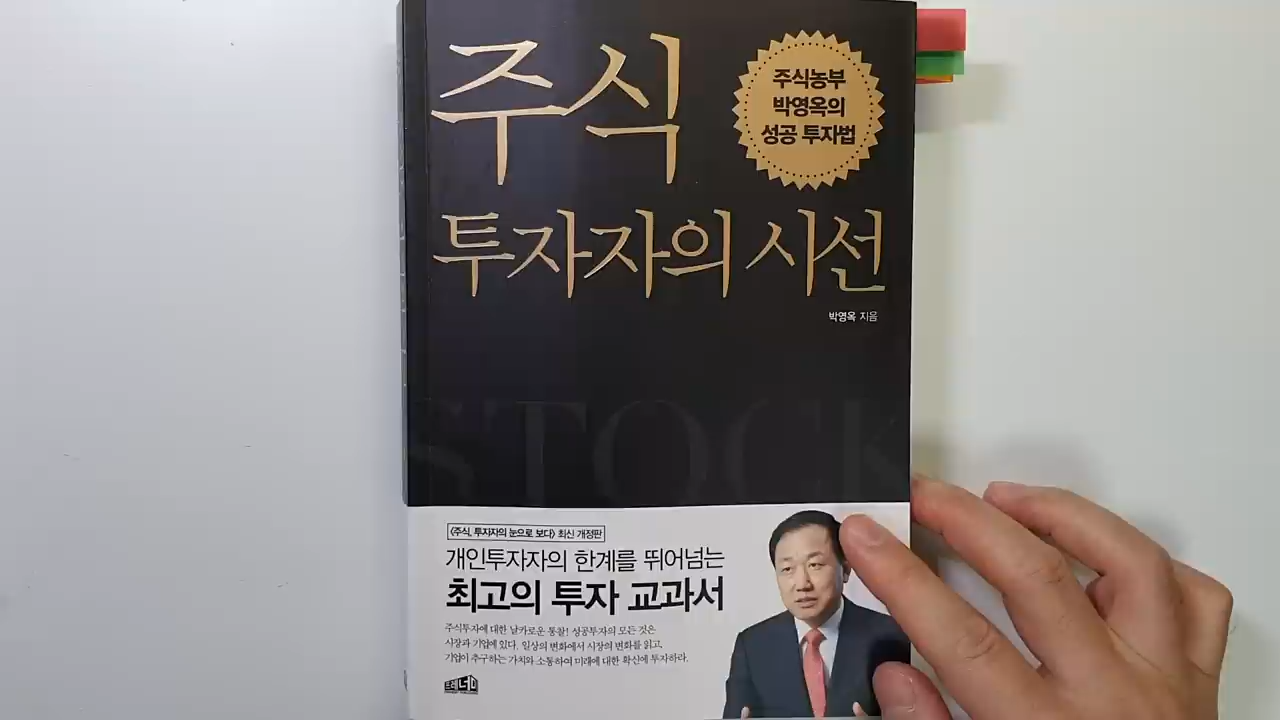 주식
주식농부
박영옥의
성공 투자법
투자자의 시선
박영옥 지음
STOCK
<주식, 투자자의 눈으로 보다> 최신 개정판
개인투자자의 한계를 뛰어넘는
최고의 투자 교과서
주식투자에 대한 날카로운 통찰! 성공투자의 모든 것은
시장과 기업에 있다. 일상의 변화에서 시장의 변화를 읽고,
기업이 추구하는 가치와 소통하여 미래에 대한 확신에 투자하라.